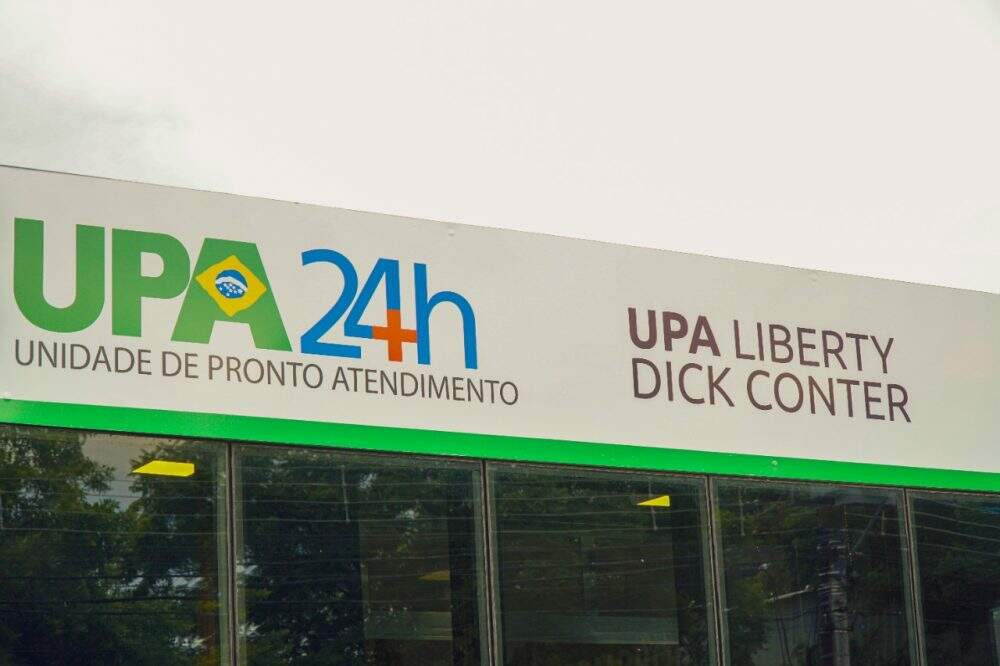 UPA 24h
UNIDADE DE PRONTO ATENDIMENTO
UPA LIBERTY
DICK CONTER